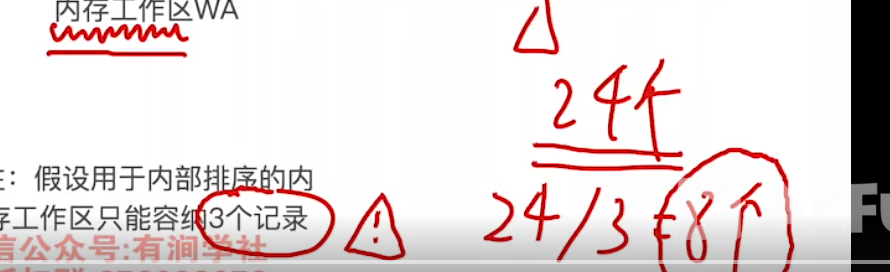 内存工作区WA
24个
注：假设用于内部排序的内
存工作区只能容纳3个记录
!
24/3=8个
信公众号:有涧学社